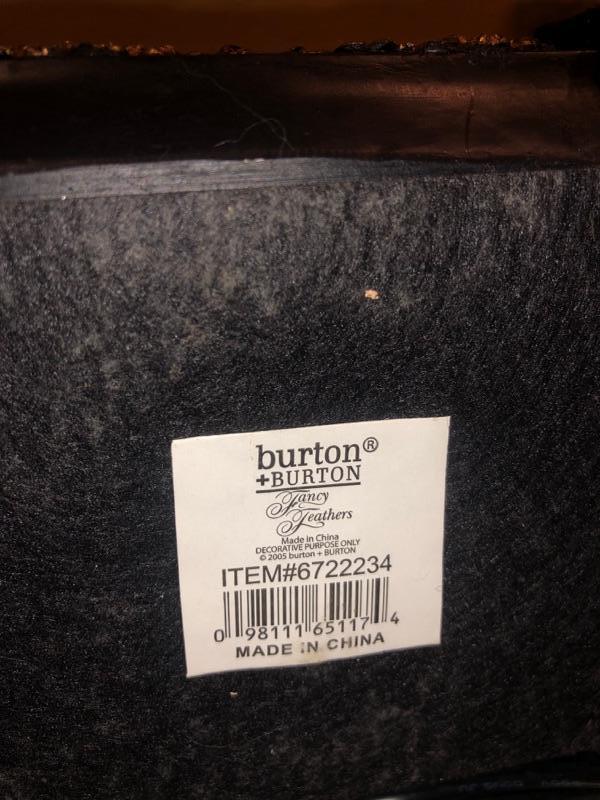 burton®
+BURTON
Fancy
Feathers
Made in China
DECORATIVE PURPOSE ONLY
© 2005 burton + BURTON
ITEM#6722234
0 98111 65117 4
MADE IN CHINA